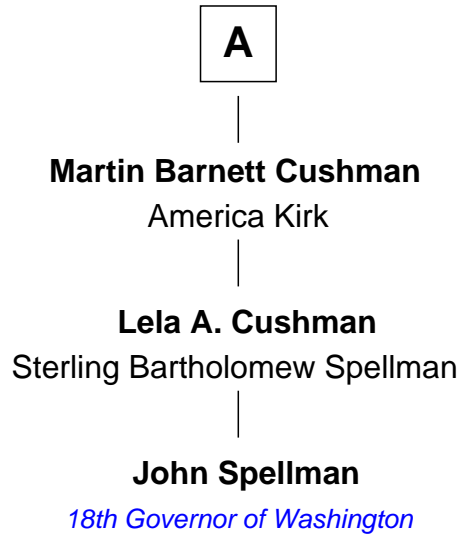 A
Martin Barnett Cushman
America Kirk
Lela A. Cushman
Sterling Bartholomew Spellman
John Spellman
18th Governor of Washington